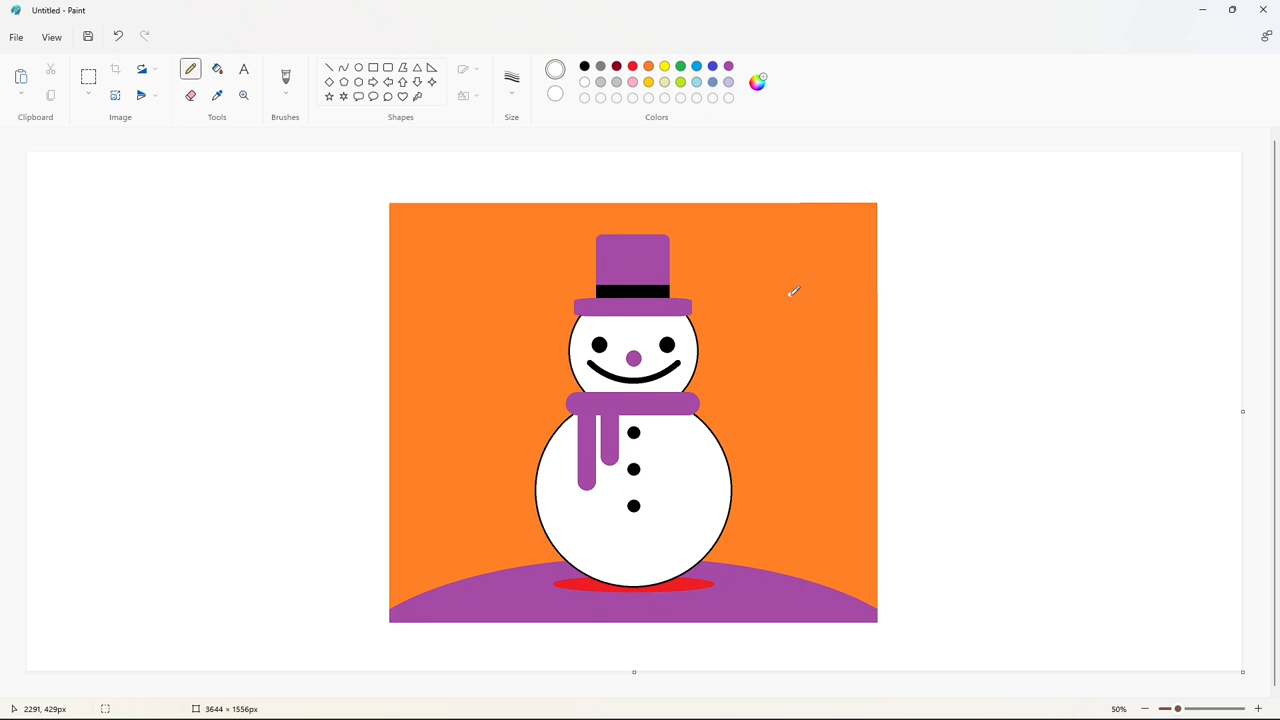 Untitled - Paint
File View
Clipboard Image Tools Brushes Shapes Size Colors
2291, 429px 3644 × 1556px 50%